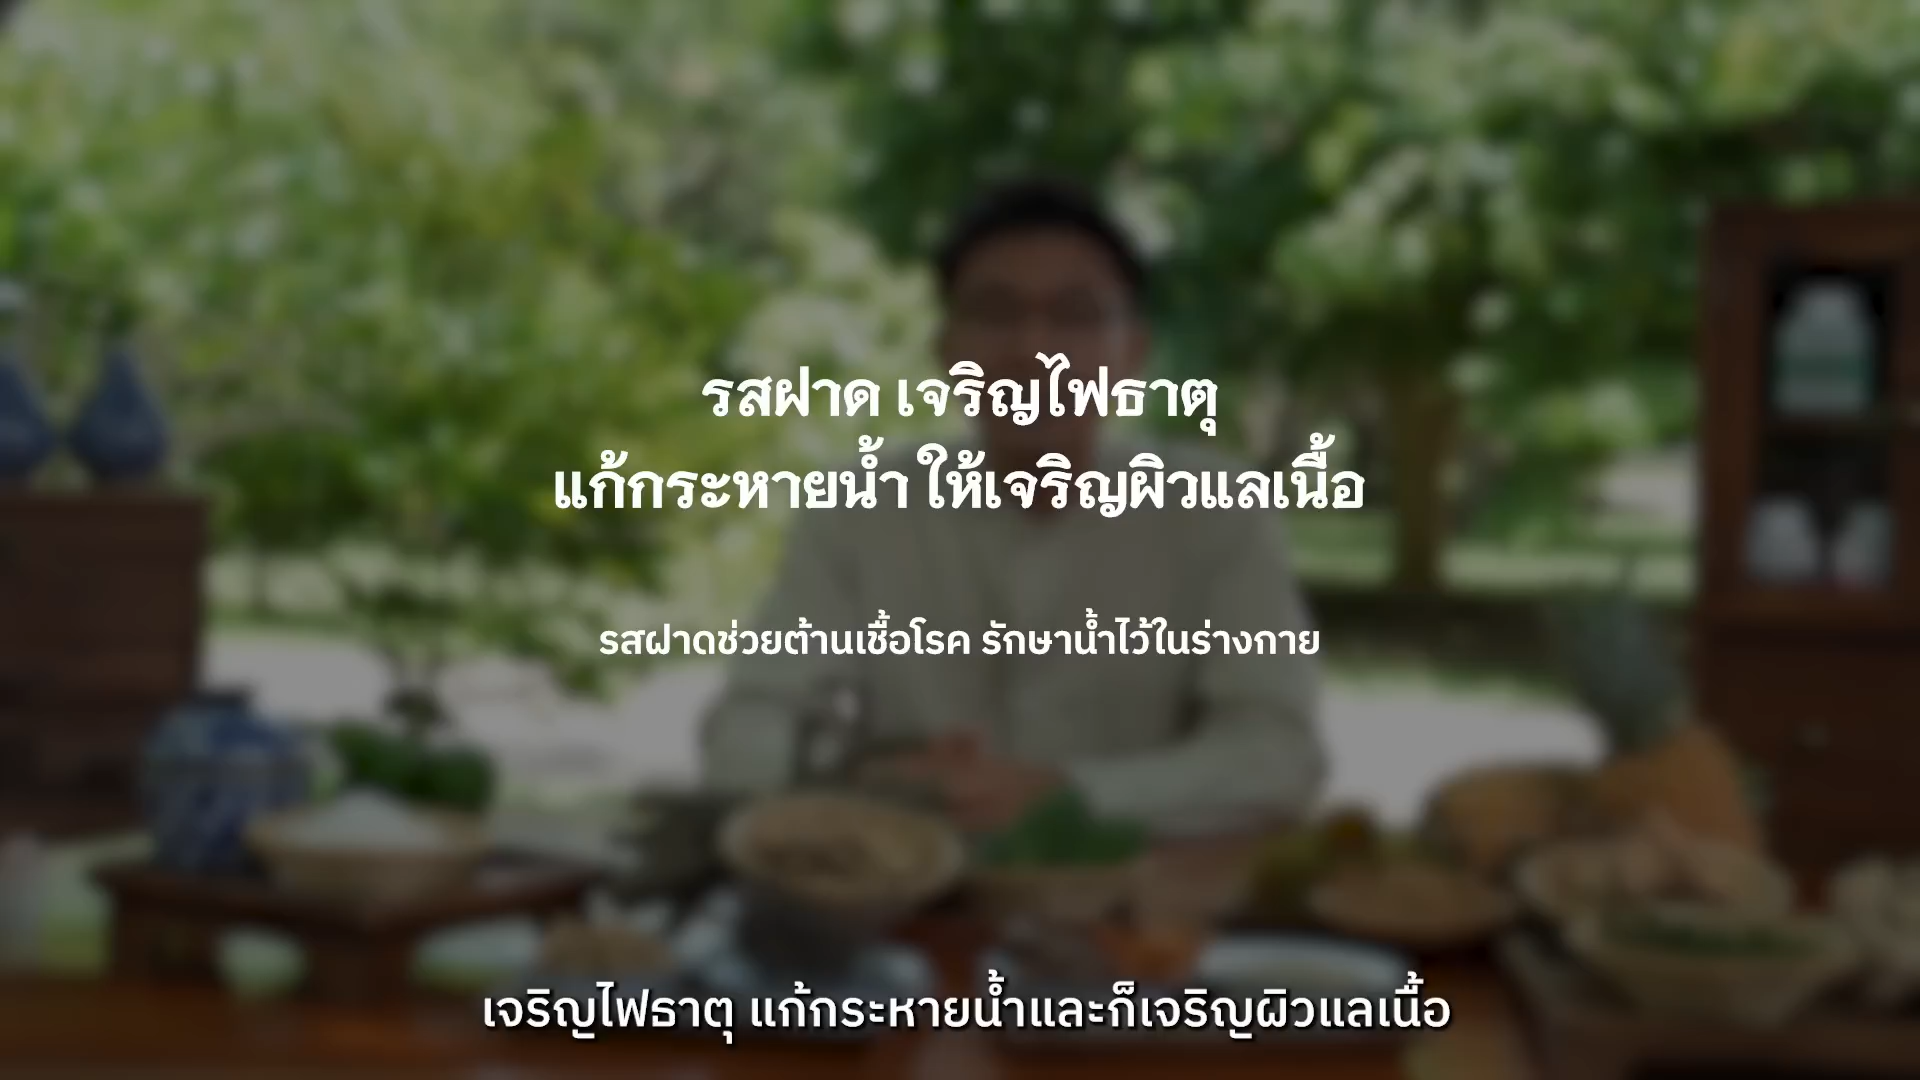 รสฝาด เจริญไฟธาตุ
แก้กระหายน้ำ ให้เจริญผิวแลเนื้อ
รสฝาดช่วยต้านเชื้อโรค รักษาน้ำไว้ในร่างกาย
เจริญไฟธาตุ แก้กระหายน้ำและก็เจริญผิวแลเนื้อ